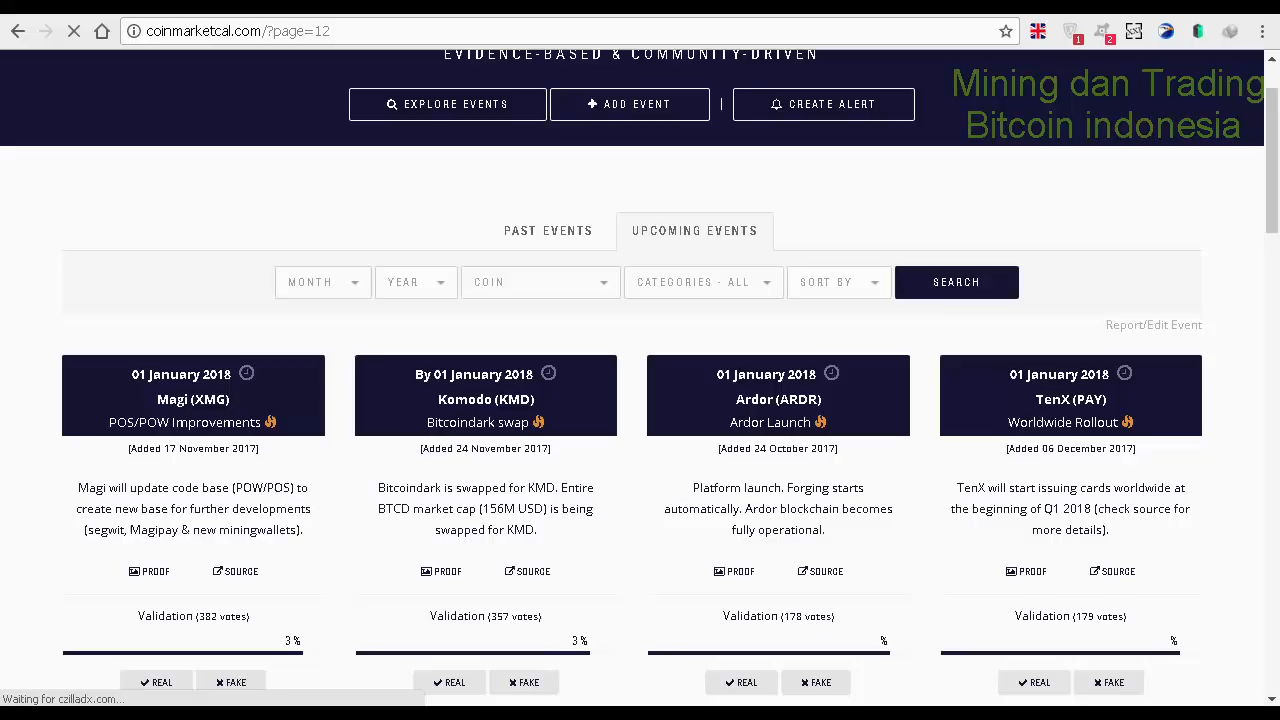 coinmarketcal.com/?page=12
1
2
EVIDENCE-BASED & COMMUNITY-DRIVEN
Mining dan Trading
Bitcoin indonesia
EXPLORE EVENTS
ADD EVENT
|
CREATE ALERT
PAST EVENTS
UPCOMING EVENTS
MONTH
YEAR
COIN
CATEGORIES - ALL
SORT BY
SEARCH
Report/Edit Event
01 January 2018
Magi (XMG)
POS/POW Improvements
[Added 17 November 2017]
Magi will update code base (POW/POS) to
create new base for further developments
(segwit, Magipay & new miningwallets).
PROOF
SOURCE
Validation (382 votes)
3 %
REAL
FAKE
By 01 January 2018
Komodo (KMD)
Bitcoindark swap
[Added 24 November 2017]
Bitcoindark is swapped for KMD. Entire
BTCD market cap (156M USD) is being
swapped for KMD.
PROOF
SOURCE
Validation (357 votes)
3 %
REAL
FAKE
01 January 2018
Ardor (ARDR)
Ardor Launch
[Added 24 October 2017]
Platform launch. Forging starts
automatically. Ardor blockchain becomes
fully operational.
PROOF
SOURCE
Validation (178 votes)
%
REAL
FAKE
01 January 2018
TenX (PAY)
Worldwide Rollout
[Added 06 December 2017]
TenX will start issuing cards worldwide at
the beginning of Q1 2018 (check source for
more details).
PROOF
SOURCE
Validation (179 votes)
%
REAL
FAKE
Waiting for czilladx.com...